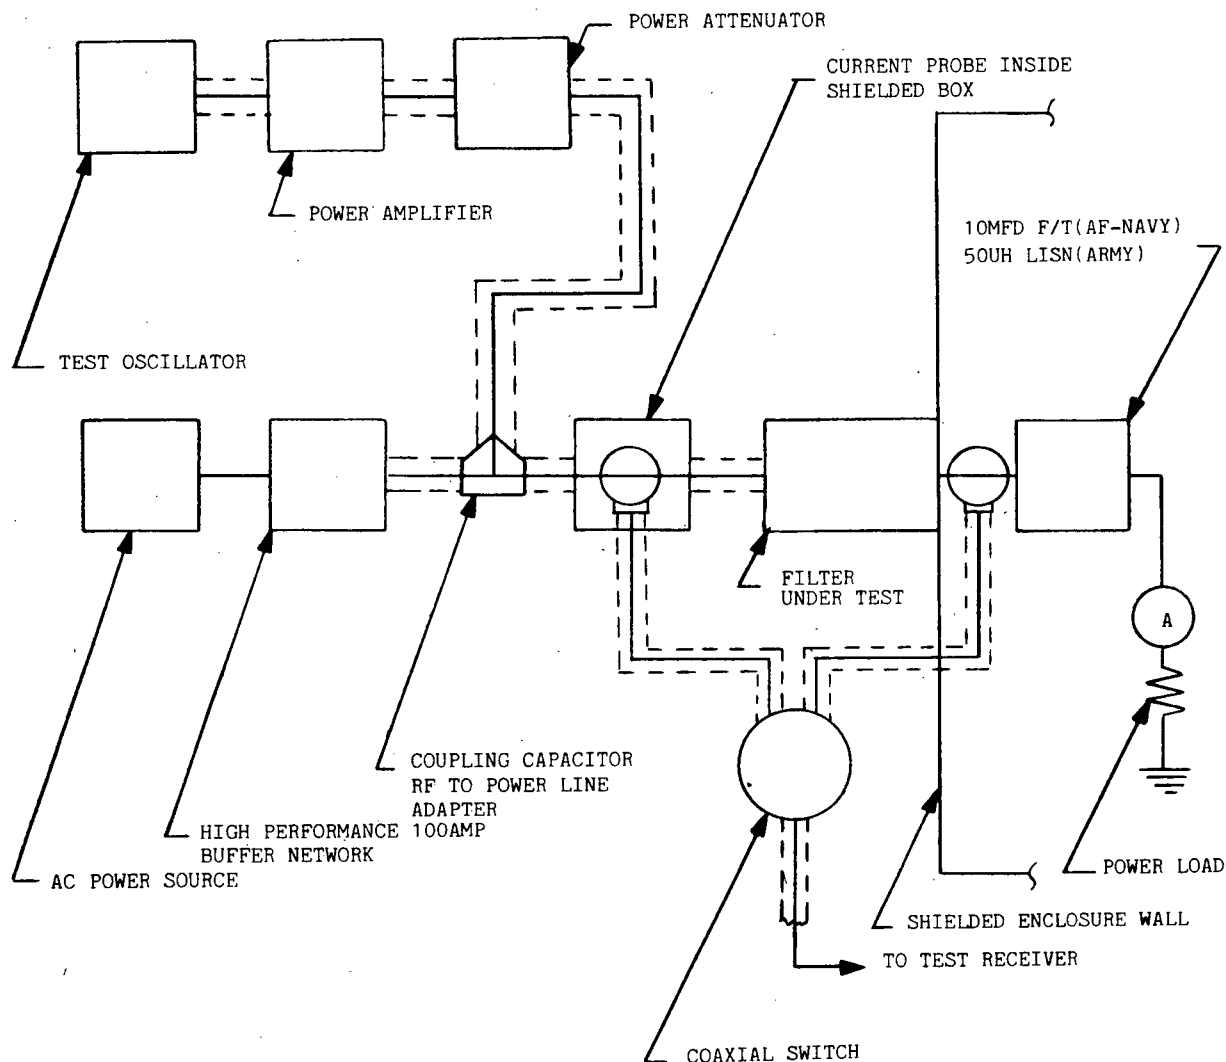 POWER ATTENUATOR
CURRENT PROBE INSIDE
SHIELDED BOX
POWER AMPLIFIER
10MFD F/T(AF-NAVY)
50UH LISN(ARMY)
TEST OSCILLATOR
FILTER
UNDER TEST
A
COUPLING CAPACITOR
RF TO POWER LINE
ADAPTER
100AMP
HIGH PERFORMANCE
BUFFER NETWORK
AC POWER SOURCE
POWER LOAD
SHIELDED ENCLOSURE WALL
TO TEST RECEIVER
COAXIAL SWITCH